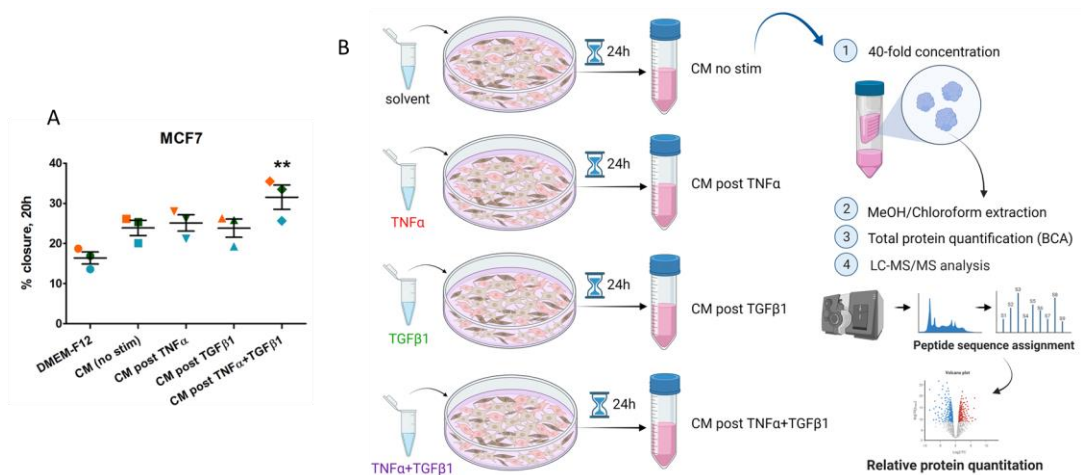 A
MCF7
% closure, 20h
40
30
20
10
0
DMEM-F12
CM (no stim)
CM post TNFα
CM post TGFβ1
CM post TNFα+TGFβ1
**
B
solvent
24h
CM no stim
TNFα
24h
CM post TNFα
TGFβ1
24h
CM post TGFβ1
TNFα+TGFβ1
24h
CM post TNFα+TGFβ1
1 40-fold concentration
2 MeOH/Chloroform extraction
3 Total protein quantification (BCA)
4 LC-MS/MS analysis
Peptide sequence assignment
Volcano plot
Relative protein quantitation